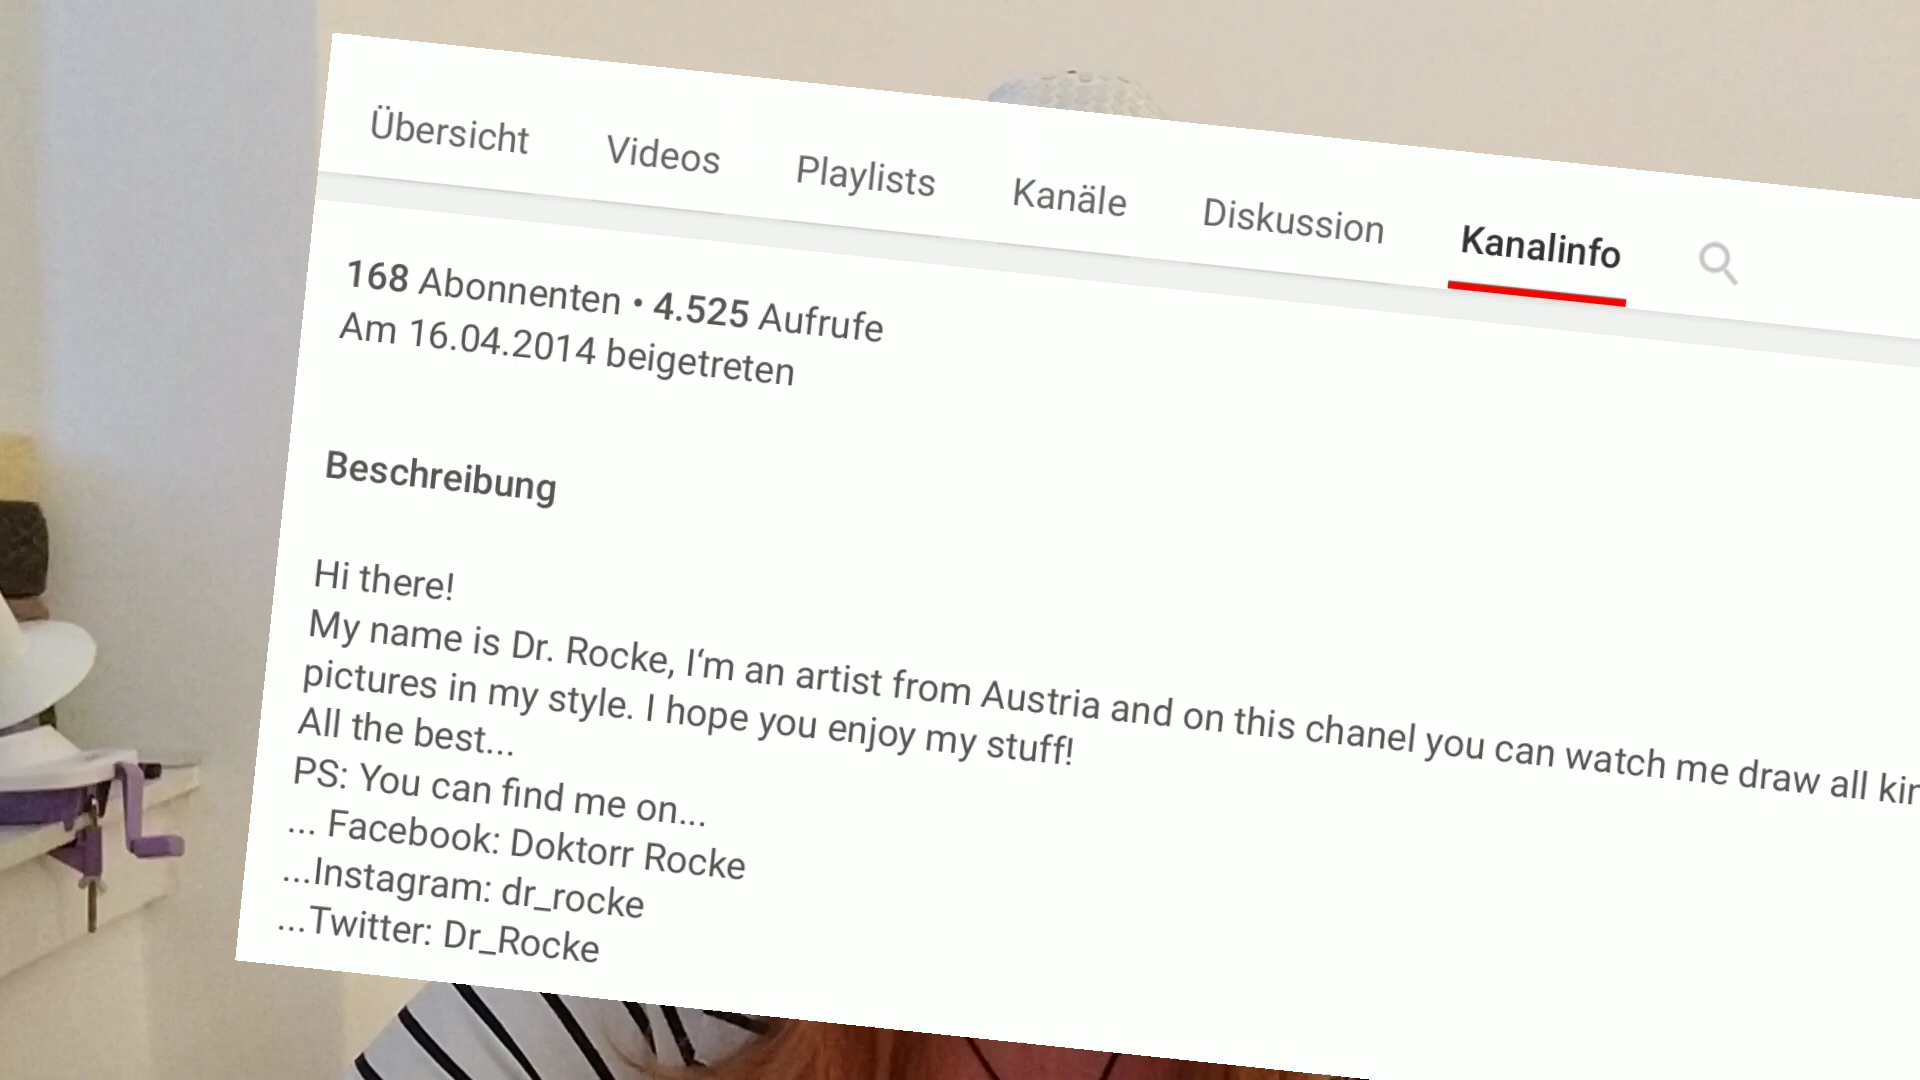 Übersicht Videos Playlists Kanäle Diskussion Kanalinfo
168 Abonnenten • 4.525 Aufrufe
Am 16.04.2014 beigetreten
Beschreibung
Hi there!
My name is Dr. Rocke, I‘m an artist from Austria and on this chanel you can watch me draw all
pictures in my style. I hope you enjoy my stuff!
All the best...
PS: You can find me on...
... Facebook: Doktorr Rocke
...Instagram: dr_rocke
...Twitter: Dr_Rocke